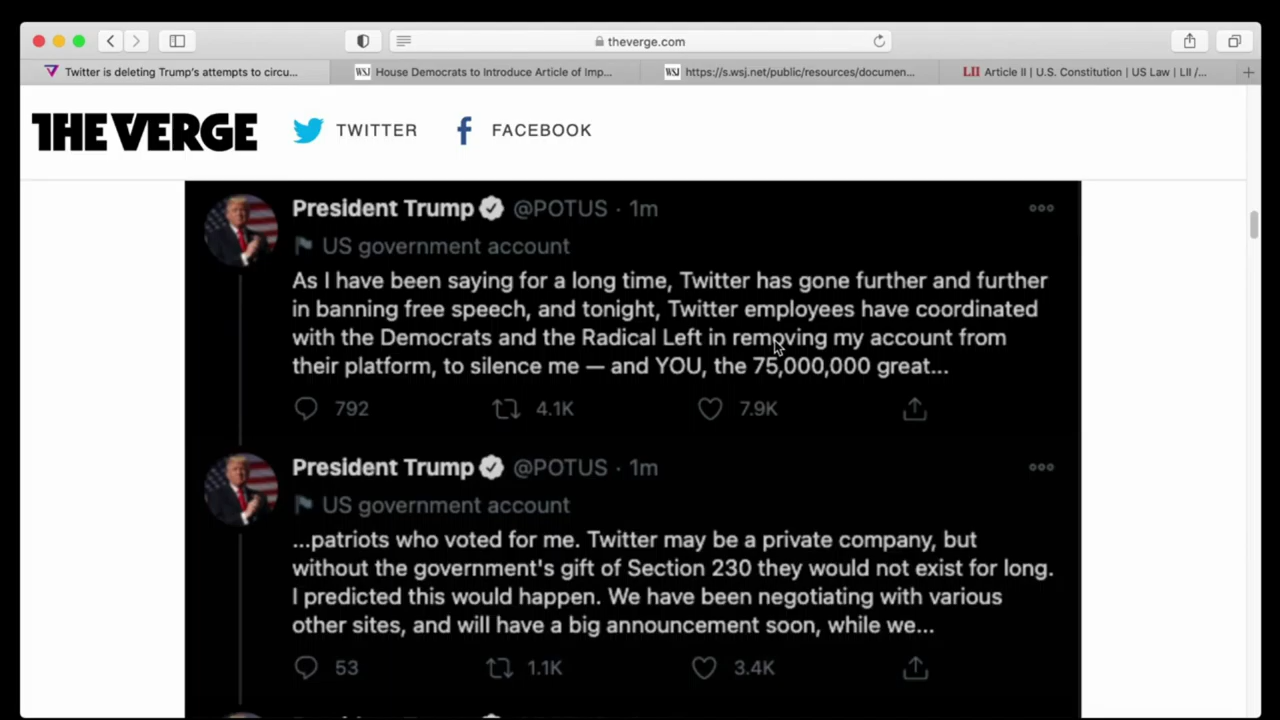 theverge.com
Twitter is deleting Trump's attempts to circu...
WSJ House Democrats to Introduce Article of Imp...
WSJ https://s.wsj.net/public/resources/documen...
LII Article II | U.S. Constitution | US Law | LII /...
THE VERGE TWITTER FACEBOOK
President Trump @POTUS · 1m
US government account
As I have been saying for a long time, Twitter has gone further and further
in banning free speech, and tonight, Twitter employees have coordinated
with the Democrats and the Radical Left in removing my account from
their platform, to silence me — and YOU, the 75,000,000 great...
792 4.1K 7.9K
President Trump @POTUS · 1m
US government account
...patriots who voted for me. Twitter may be a private company, but
without the government's gift of Section 230 they would not exist for long.
I predicted this would happen. We have been negotiating with various
other sites, and will have a big announcement soon, while we...
53 1.1K 3.4K